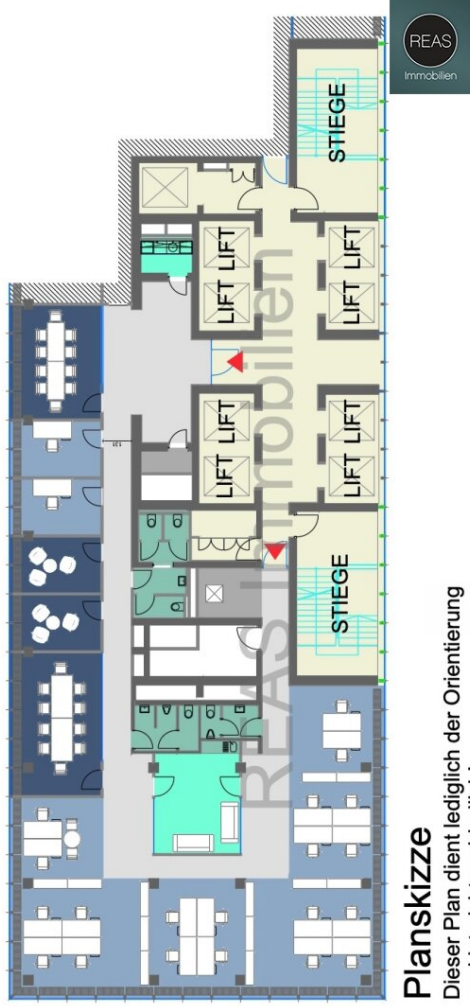 REAS
Immobilien
STIEGE
LIFT LIFT
LIFT LIFT
REAS Immobilien
LIFT LIFT
LIFT LIFT
STIEGE
Planskizze
Dieser Plan dient lediglich der Orientierung